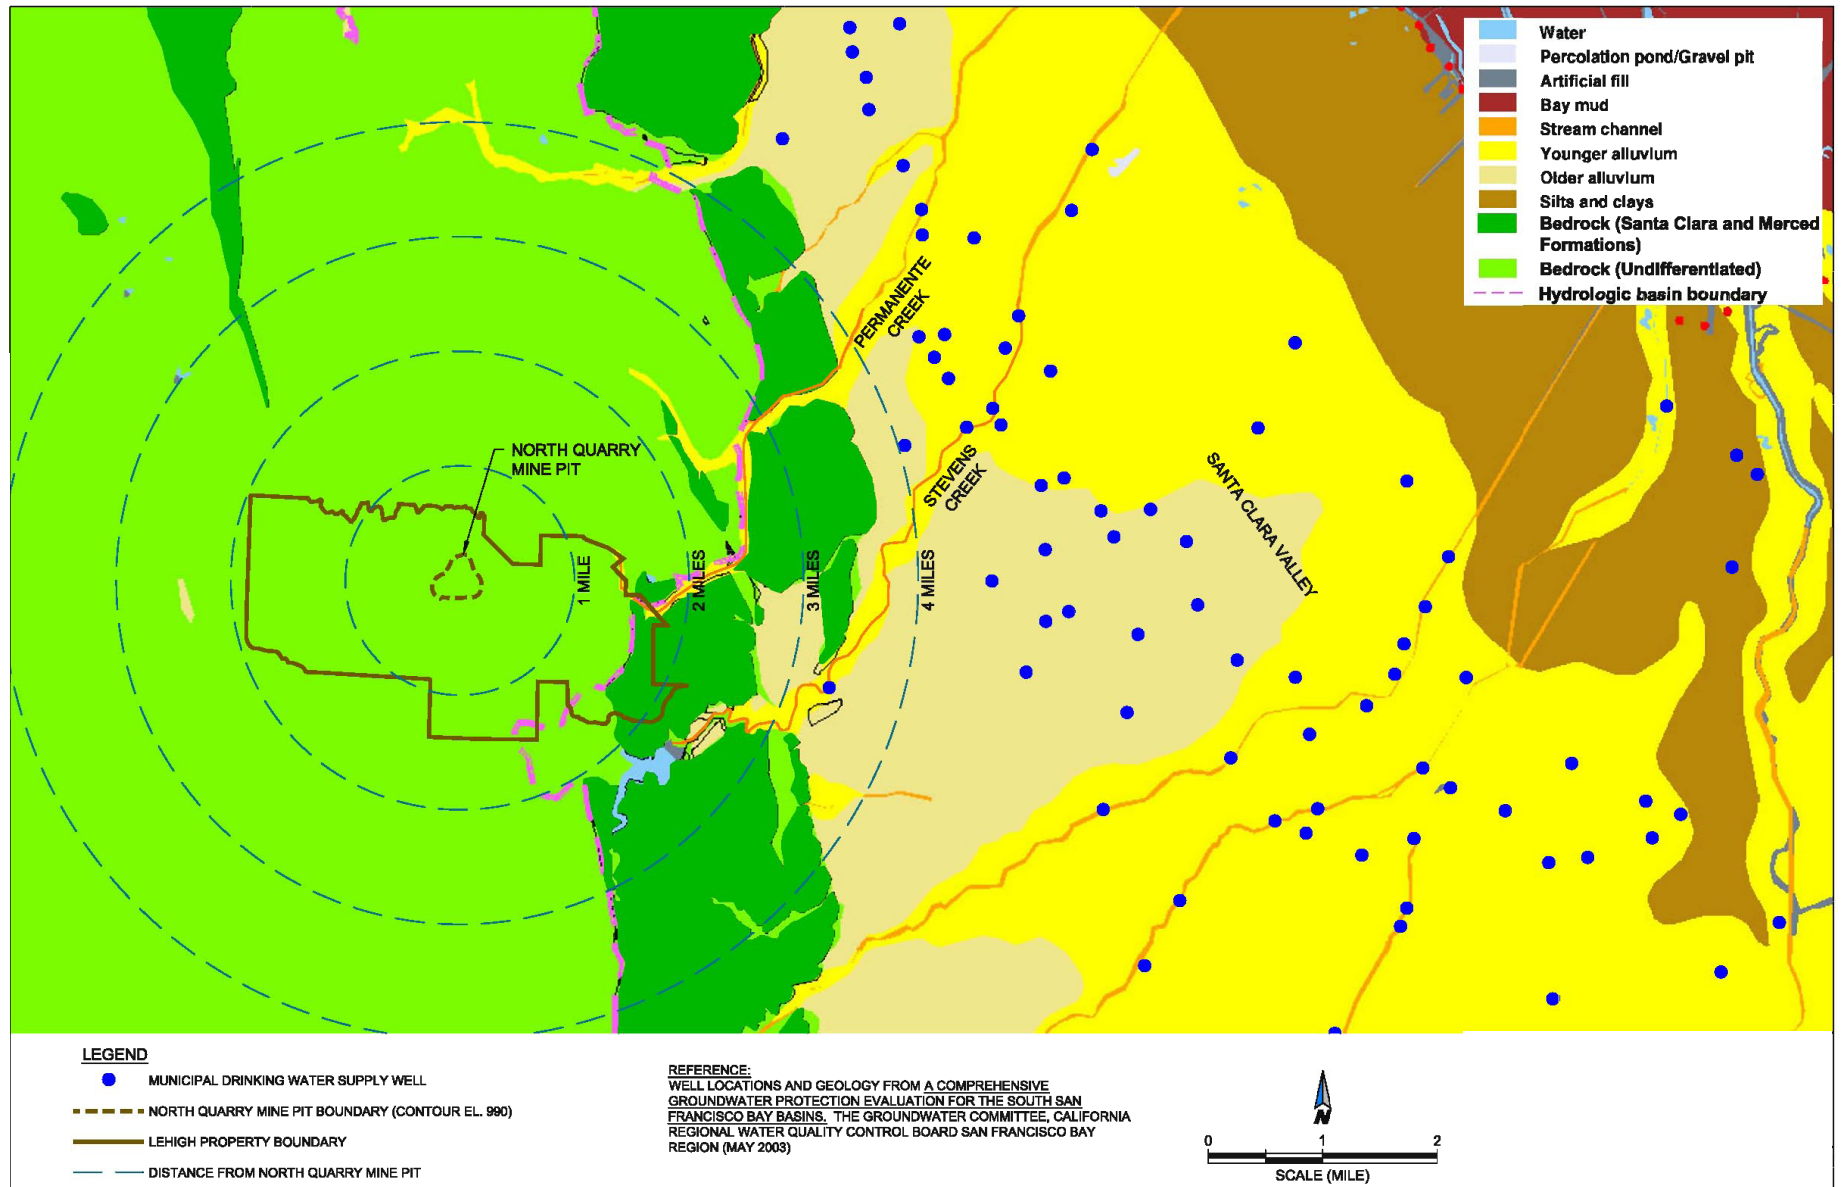 Water
Percolation pond/Gravel pit
Artificial fill
Bay mud
Stream channel
Younger alluvium
Older alluvium
Silts and clays
Bedrock (Santa Clara and Merced
Formations)
Bedrock (Undifferentiated)
Hydrologic basin boundary
PERMANENTE
CREEK
NORTH QUARRY
MINE PIT
STEVENS
CREEK
SANTA CLARA VALLEY
1 MILE
2 MILES
3 MILES
4 MILES
LEGEND
MUNICIPAL DRINKING WATER SUPPLY WELL
NORTH QUARRY MINE PIT BOUNDARY (CONTOUR EL. 990)
LEHIGH PROPERTY BOUNDARY
DISTANCE FROM NORTH QUARRY MINE PIT
REFERENCE:
WELL LOCATIONS AND GEOLOGY FROM A COMPREHENSIVE
GROUNDWATER PROTECTION EVALUATION FOR THE SOUTH SAN
FRANCISCO BAY BASINS. THE GROUNDWATER COMMITTEE, CALIFORNIA
REGIONAL WATER QUALITY CONTROL BOARD SAN FRANCISCO BAY
REGION (MAY 2003)
N
0 1 2
SCALE (MILE)